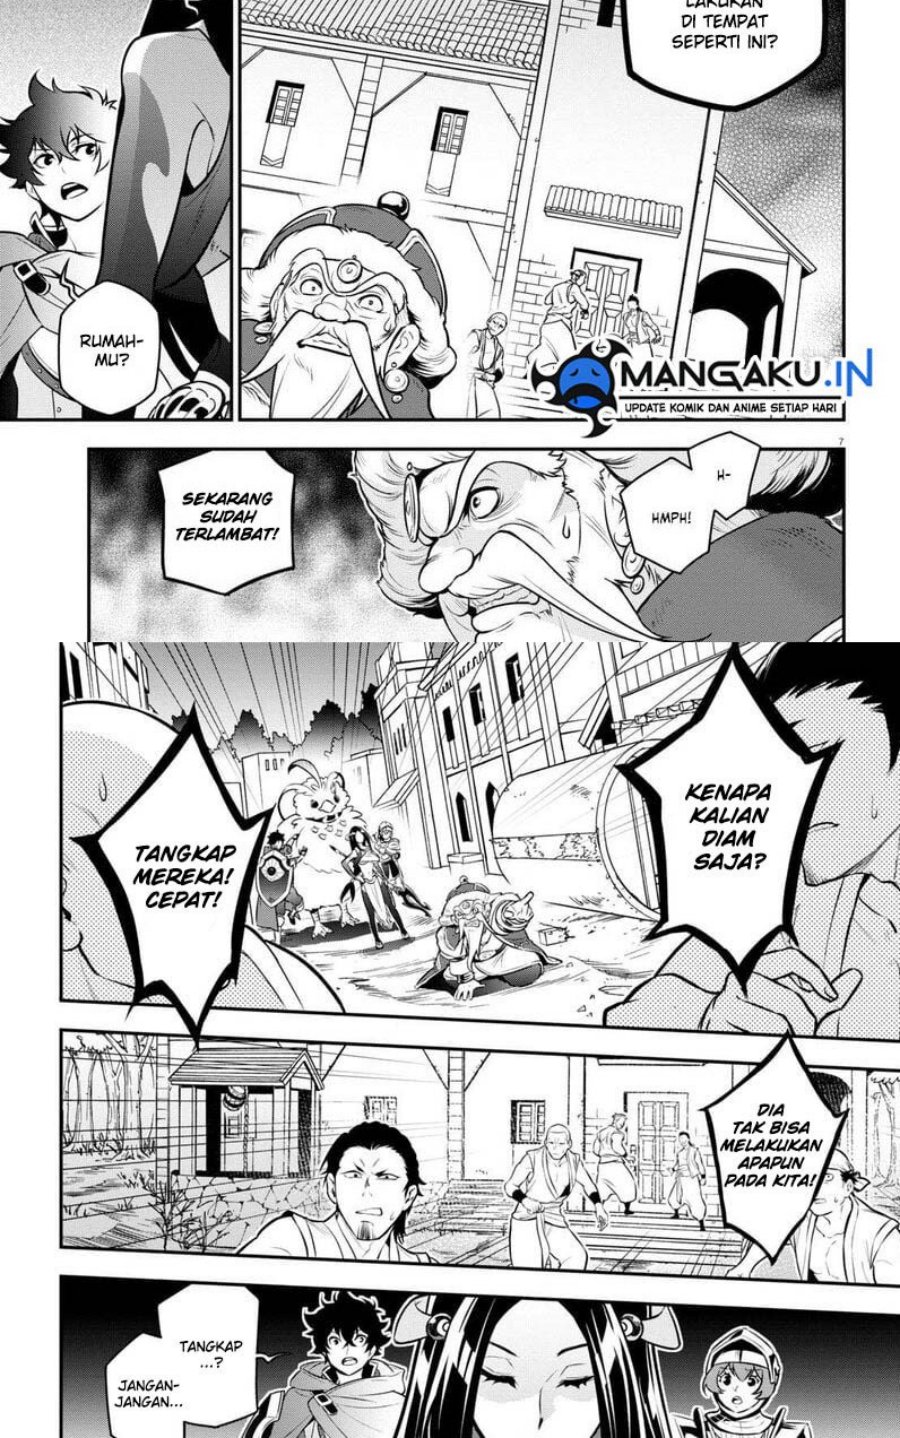 LAKUKAN
DI TEMPAT
SEPERTI INI?
RUMAH-
MU?
MANGAKU.IN
UPDATE KOMIK DAN ANIME SETIAP HARI
7
H-
HMPH!
SEKARANG
SUDAH
TERLAMBAT!
KENAPA
KALIAN
DIAM
SAJA?
TANGKAP
MEREKA!
CEPAT!
DIA
TAK BISA
MELAKUKAN
APAPUN
PADA KITA!
TANGKAP
...?
JANGAN-
JANGAN...